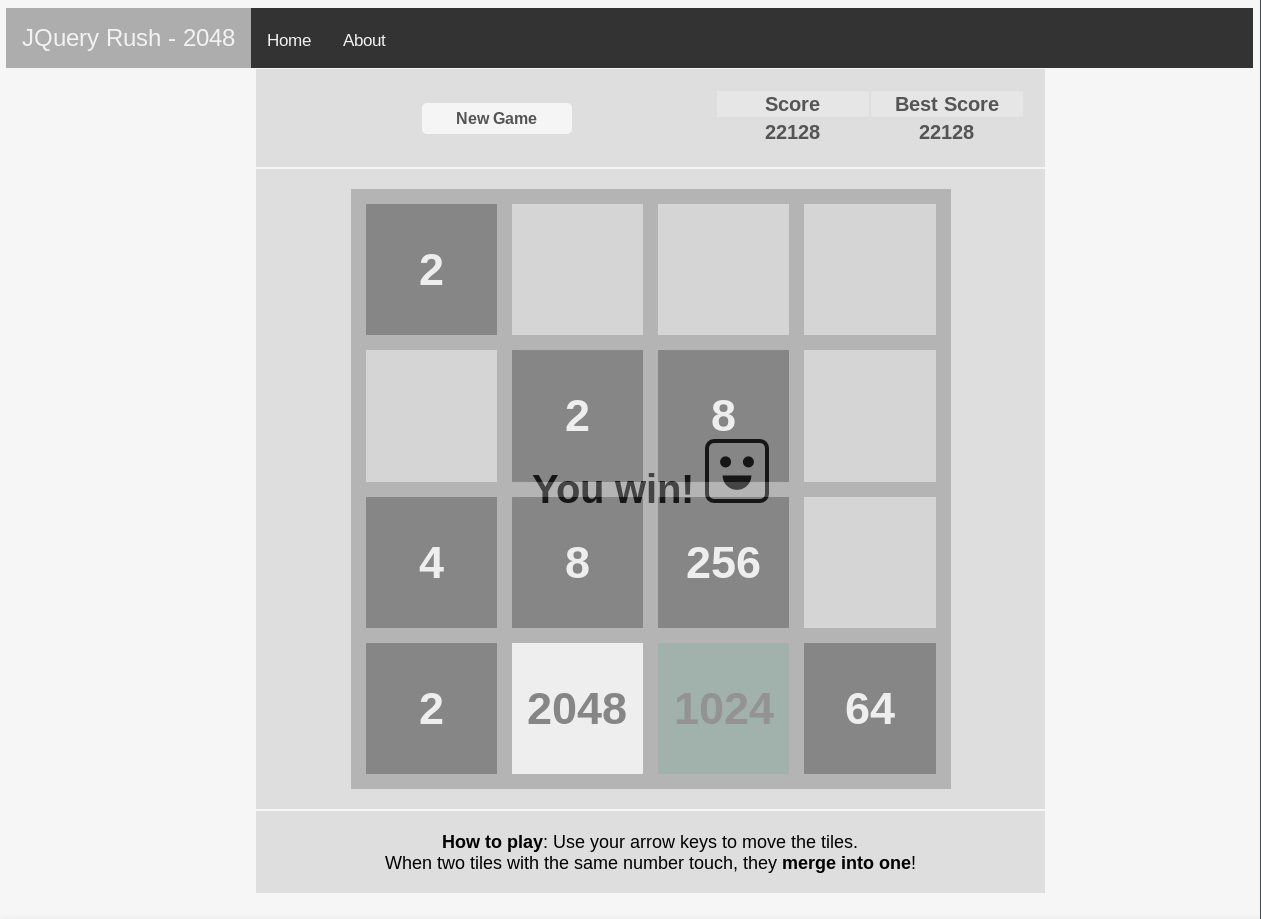 JQuery Rush - 2048 Home About
New Game
Score Best Score
22128 22128
2
2 8
You win!
4 8 256
2 2048 1024 64
How to play: Use your arrow keys to move the tiles.
When two tiles with the same number touch, they merge into one!